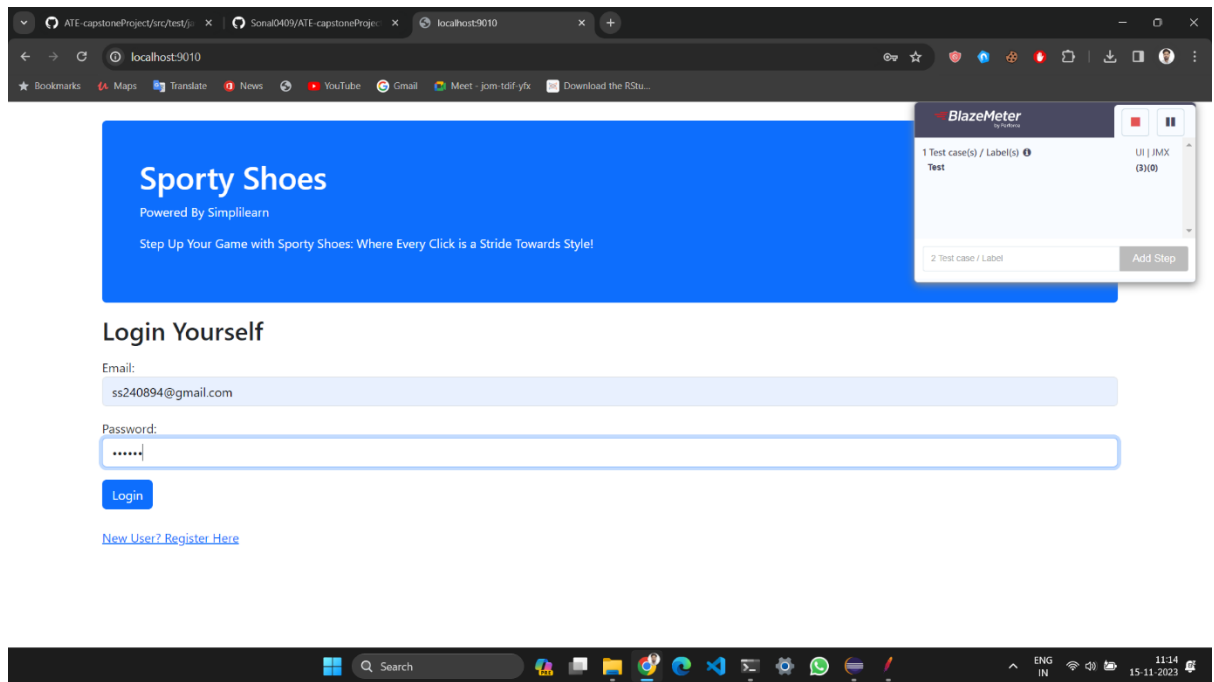 ATE-capstoneProject/src/test/ja
Sonal0409/ATE-capstoneProject
localhost:9010
localhost:9010
Bookmarks Maps Translate News YouTube Gmail Meet - jom-tdif-yfx Download the RStu...
BlazeMeter
by Perforce
1 Test case(s) / Label(s) UI | JMX
Test (3)(0)
2 Test case / Label Add Step
Sporty Shoes
Powered By Simplilearn
Step Up Your Game with Sporty Shoes: Where Every Click is a Stride Towards Style!
Login Yourself
Email:
ss240894@gmail.com
Password:
••••••
Login
New User? Register Here
Search
PRE
ENG
IN
11:14
15-11-2023